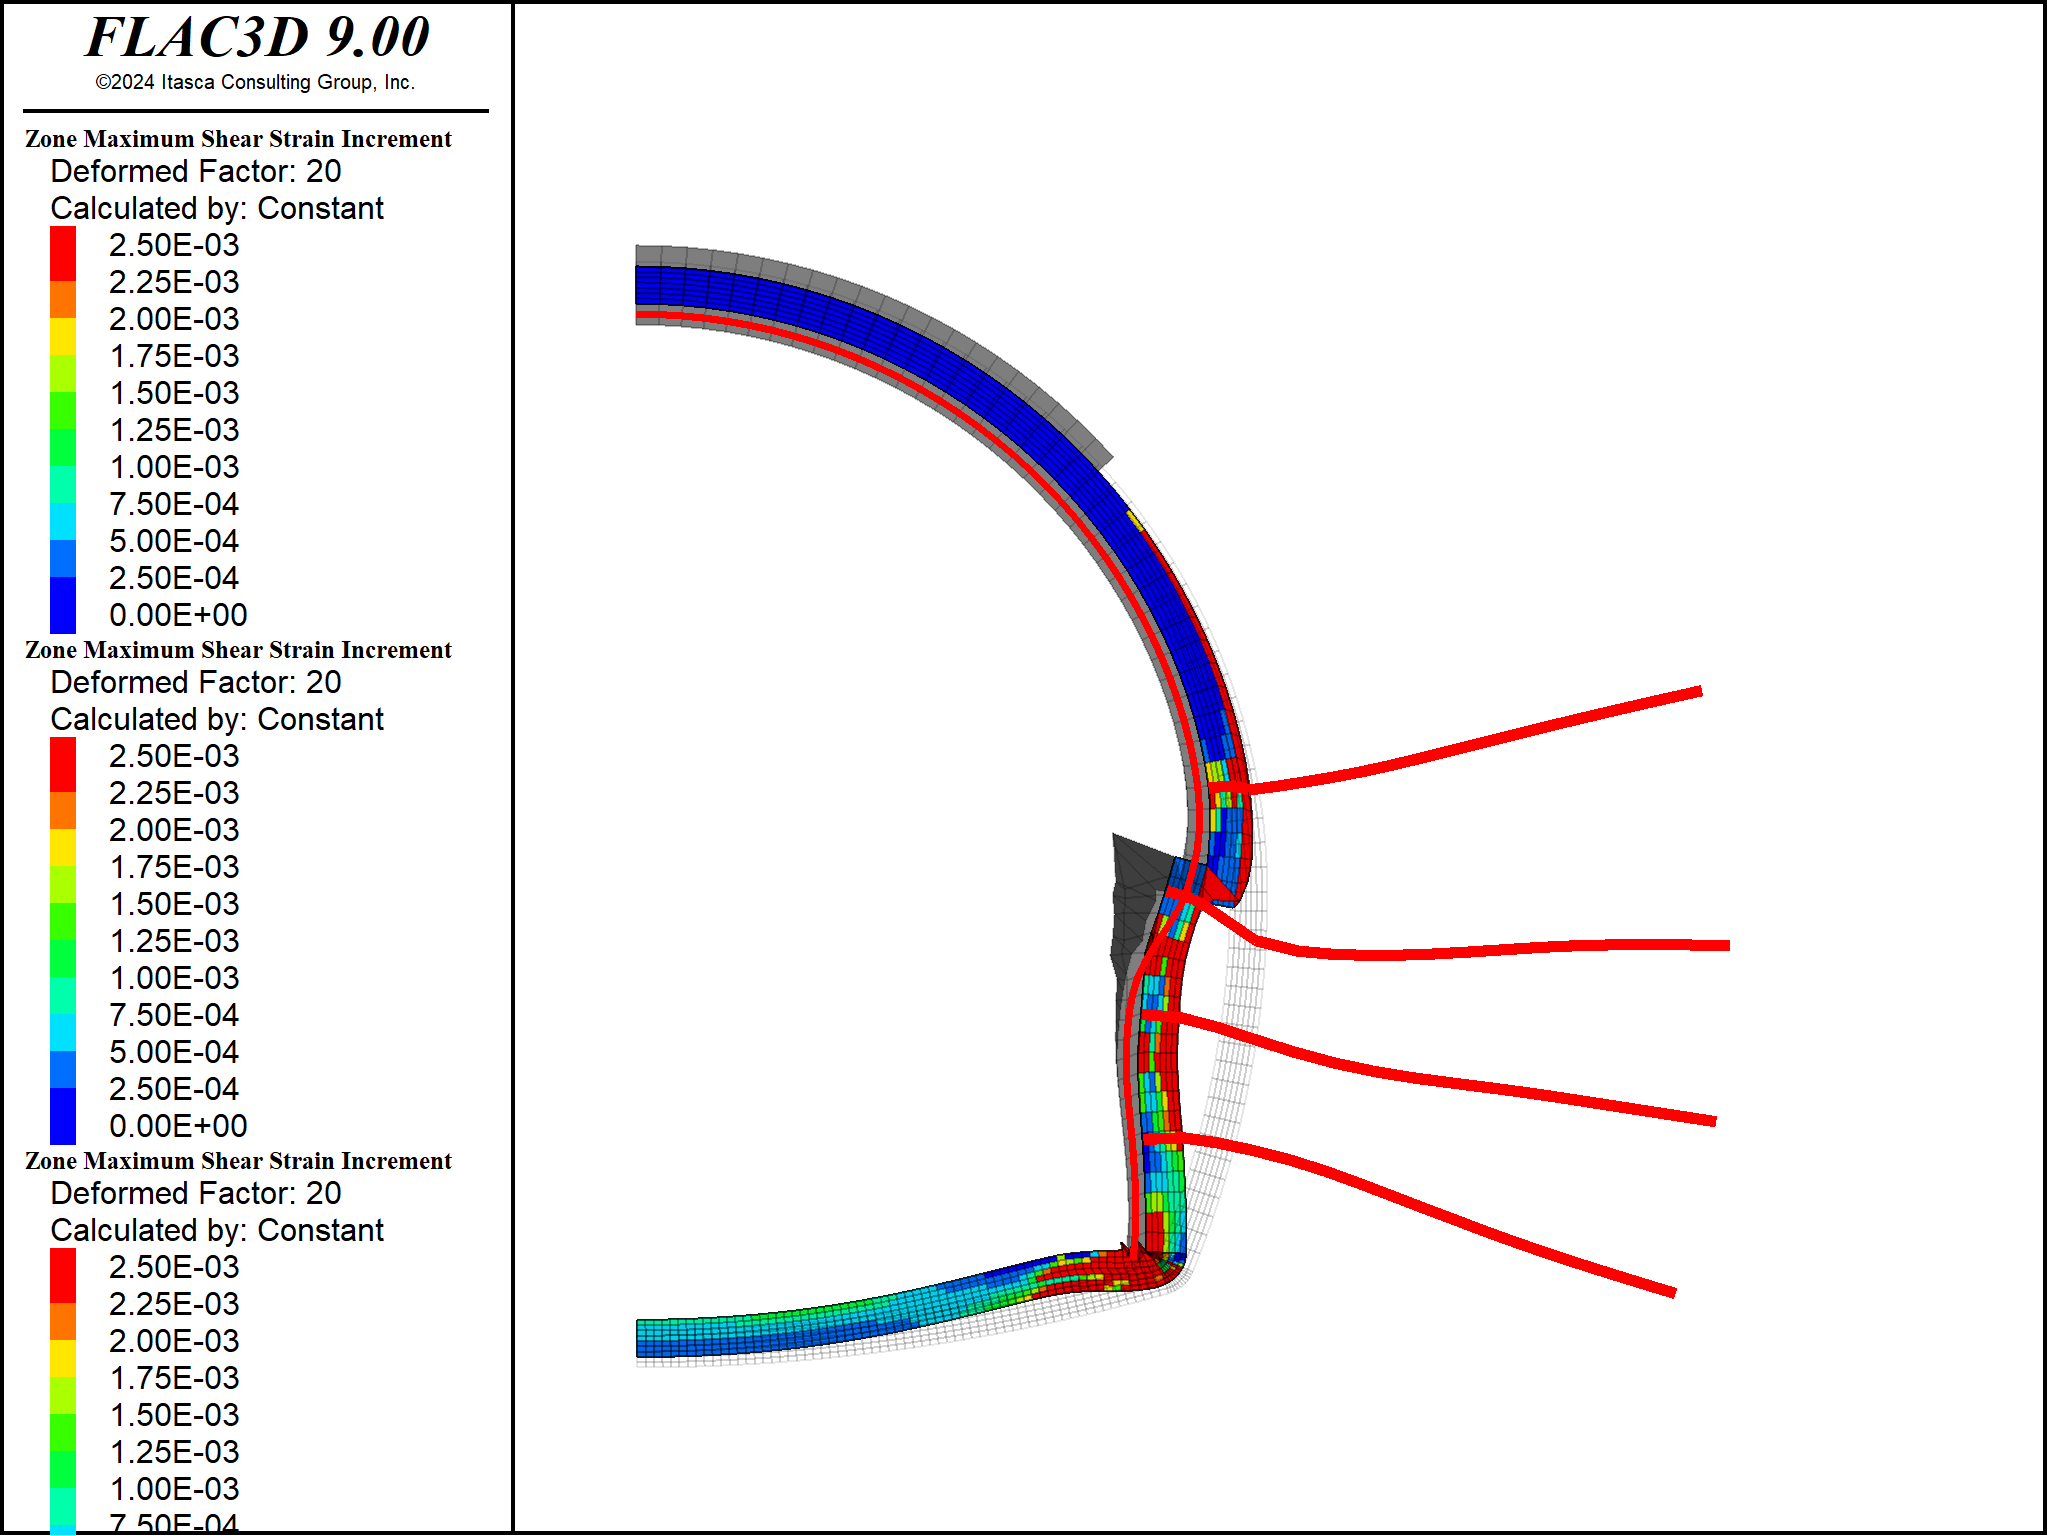 FLAC3D 9.00
©2024 Itasca Consulting Group, Inc.
Zone Maximum Shear Strain Increment
Deformed Factor: 20
Calculated by: Constant
2.50E-03
2.25E-03
2.00E-03
1.75E-03
1.50E-03
1.25E-03
1.00E-03
7.50E-04
5.00E-04
2.50E-04
0.00E+00
Zone Maximum Shear Strain Increment
Deformed Factor: 20
Calculated by: Constant
2.50E-03
2.25E-03
2.00E-03
1.75E-03
1.50E-03
1.25E-03
1.00E-03
7.50E-04
5.00E-04
2.50E-04
0.00E+00
Zone Maximum Shear Strain Increment
Deformed Factor: 20
Calculated by: Constant
2.50E-03
2.25E-03
2.00E-03
1.75E-03
1.50E-03
1.25E-03
1.00E-03
7.50E-04